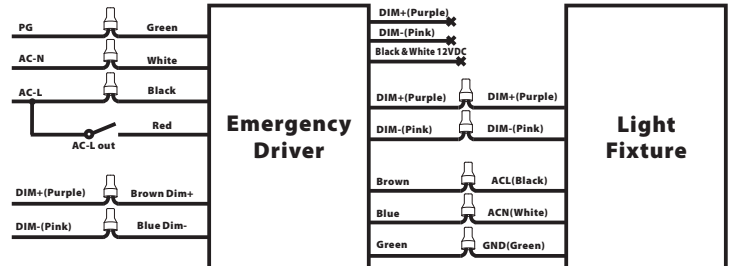 PG Green
AC-N White
AC-L Black
Red
AC-L out
DIM+(Purple) Brown Dim+
DIM-(Pink) Blue Dim-
Emergency
Driver
DIM+(Purple)
DIM-(Pink)
Black & White 12VDC
DIM+(Purple) DIM+(Purple)
DIM-(Pink) DIM-(Pink)
Brown ACL(Black)
Blue ACN(White)
Green GND(Green)
Light
Fixture